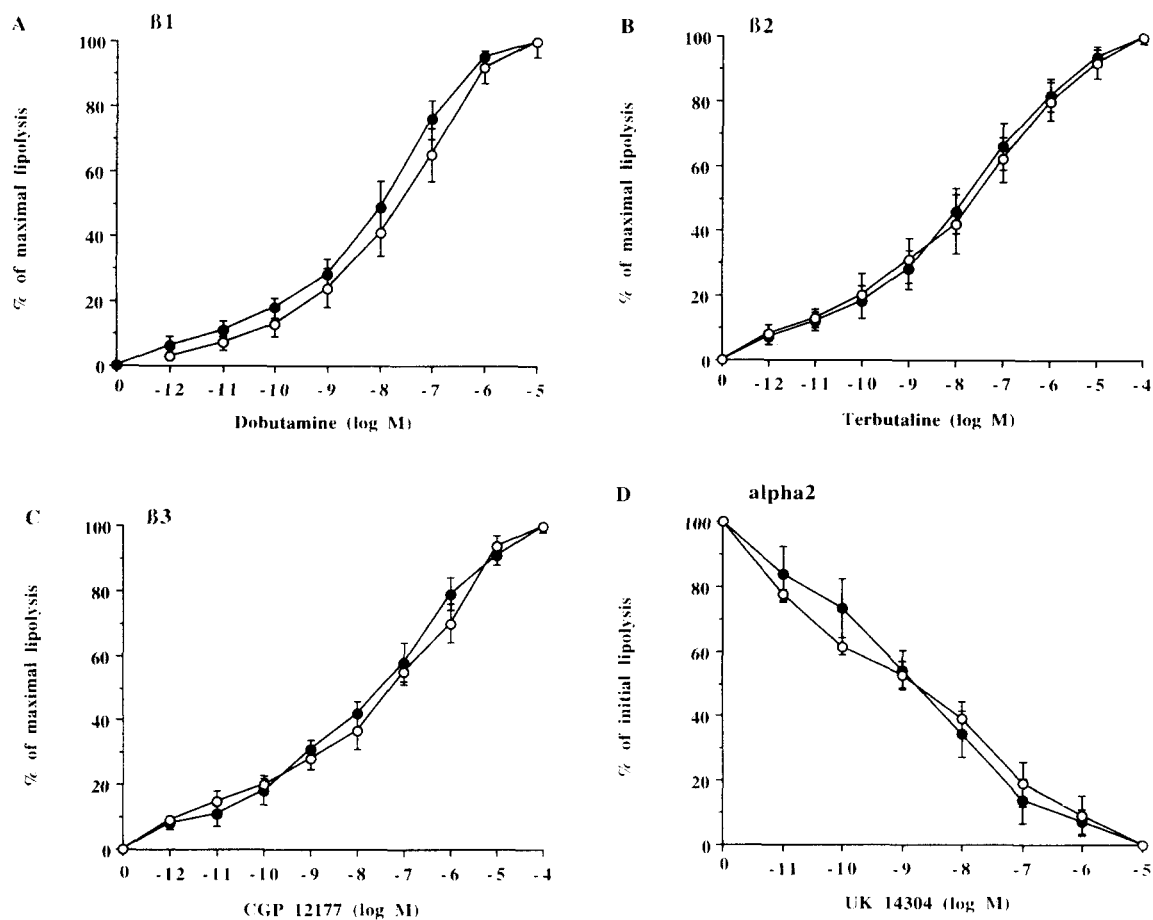 A ß1
100
80
60
40
20
0
% of maximal lipolysis
0 -12 -11 -10 -9 -8 -7 -6 -5
Dobutamine (log M)
B ß2
100
80
60
40
20
0
% of maximal lipolysis
0 -12 -11 -10 -9 -8 -7 -6 -5 -4
Terbutaline (log M)
C ß3
100
80
60
40
20
0
% of maximal lipolysis
0 -12 -11 -10 -9 -8 -7 -6 -5 -4
CGP 12177 (log M)
D alpha2
100
80
60
40
20
0
% of initial lipolysis
0 -11 -10 -9 -8 -7 -6 -5
UK 14304 (log M)